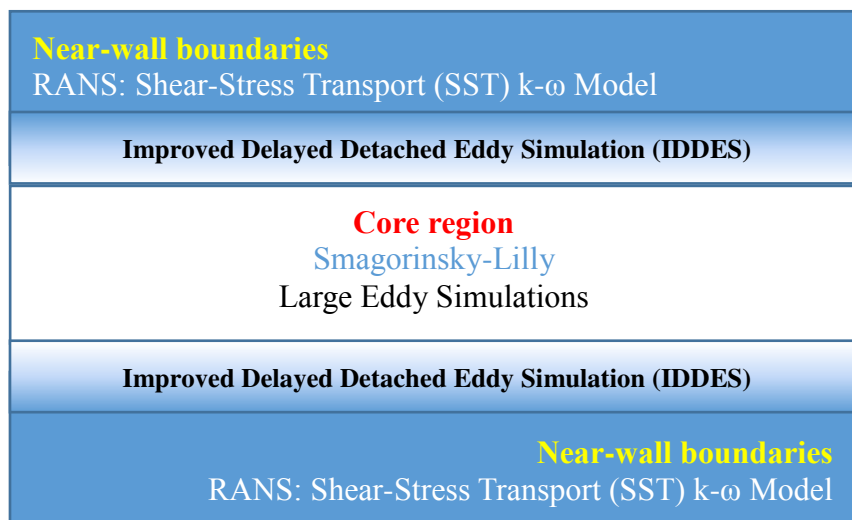 Near-wall boundaries
RANS: Shear-Stress Transport (SST) k-ω Model
Improved Delayed Detached Eddy Simulation (IDDES)
Core region
Smagorinsky-Lilly
Large Eddy Simulations
Improved Delayed Detached Eddy Simulation (IDDES)
Near-wall boundaries
RANS: Shear-Stress Transport (SST) k-ω Model